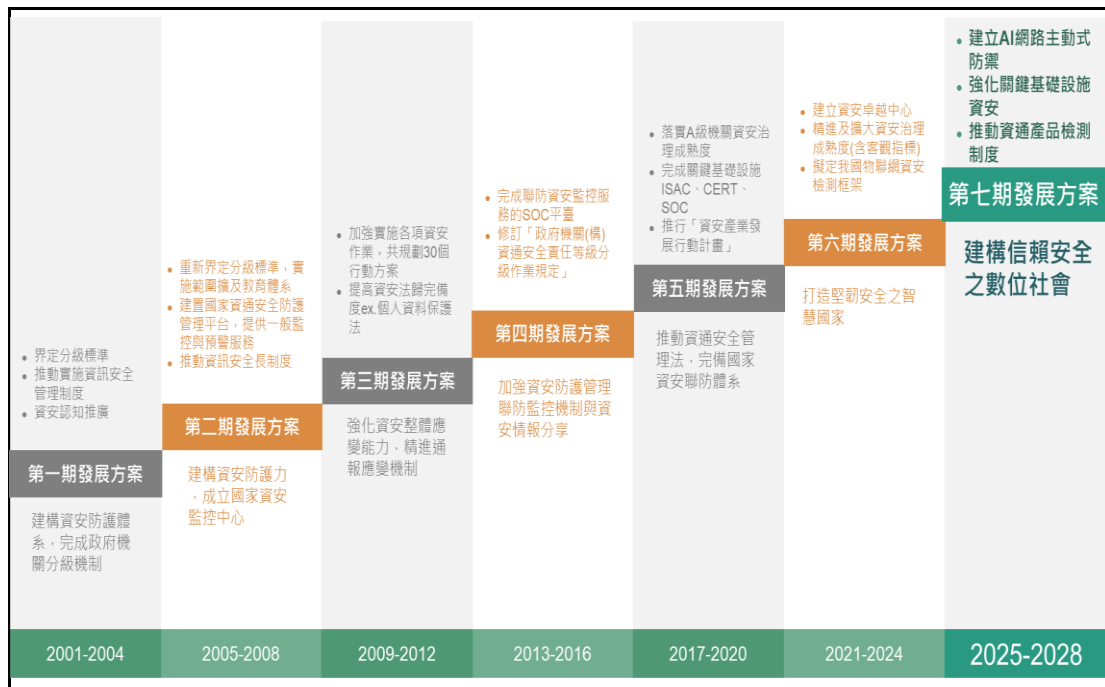 界定分級標準
推動實施資訊安全
管理制度
資安認知推廣
第一期發展方案
建構資安防護體
系，完成政府機
關分級機制
2001-2004
重新界定分級標準，實
施範圍擴及教育體系
建置國家資通安全防護
管理平台，提供一般監
控與預警服務
推動資訊安全長制度
第二期發展方案
建構資安防護力
，成立國家資安
監控中心
2005-2008
加強實施各項資安
作業，共規劃30個
行動方案
提高資安法歸完備
度ex.個人資料保護
法
第三期發展方案
強化資安整體應
變能力，精進通
報應變機制
2009-2012
完成聯防資安監控服
務的SOC平臺
修訂「政府機關(構)
資通安全責任等級分
級作業規定」
第四期發展方案
加強資安防護管理
聯防監控機制與資
安情報分享
2013-2016
落實A級機關資安治
理成熟度
完成關鍵基礎設施
ISAC、CERT、
SOC
推行「資安產業發
展行動計畫」
第五期發展方案
推動資通安全管
理法，完備國家
資安聯防體系
2017-2020
建立資安卓越中心
精進及擴大資安治理
成熟度(含客觀指標)
擬定我國物聯網資安
檢測框架
第六期發展方案
打造堅韌安全之智
慧國家
2021-2024
建立AI網路主動式
防禦
強化關鍵基礎設施
資安
推動資通產品檢測
制度
第七期發展方案
建構信賴安全
之數位社會
2025-2028